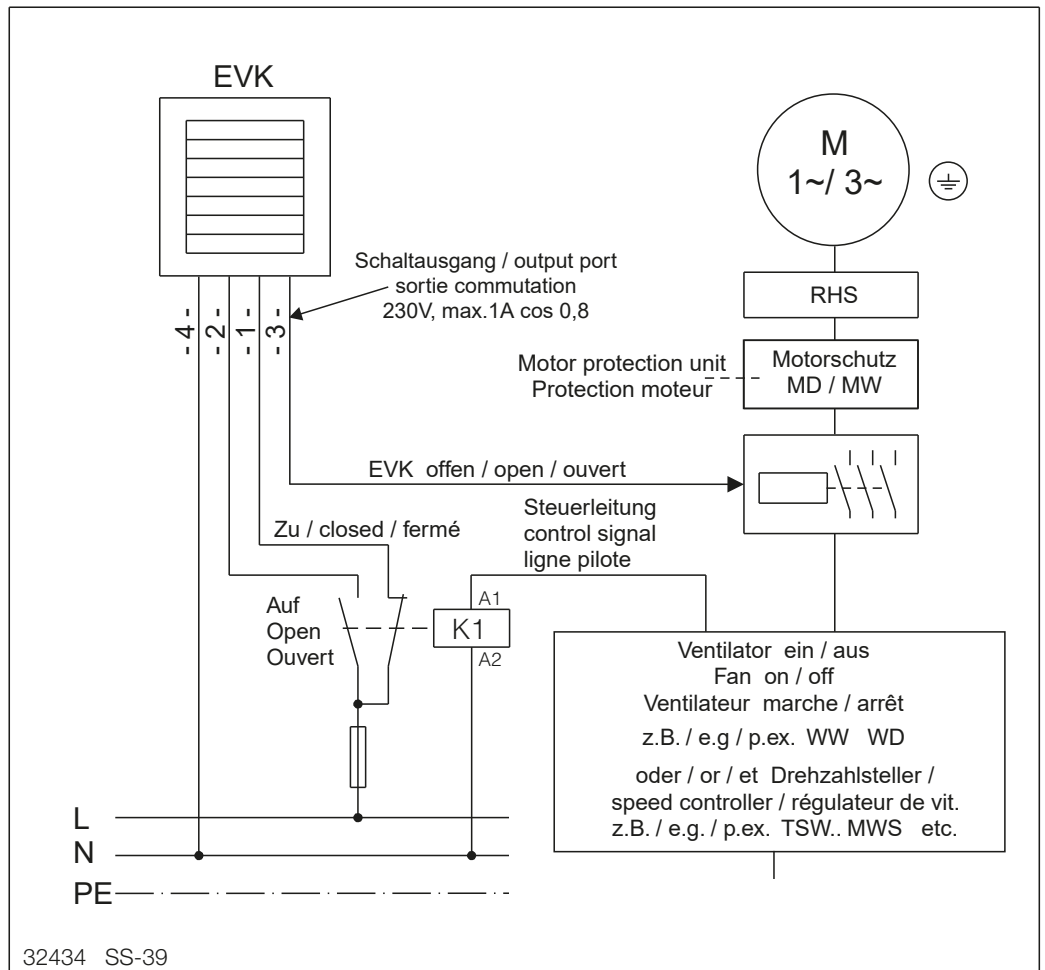 EVK
M
1~/ 3~
Schaltausgang / output port
sortie commutation
230V, max.1A cos 0,8
- 4 -
- 2 -
- 1 -
- 3 -
RHS
Motor protection unit
Protection moteur
Motorschutz
MD / MW
EVK offen / open / ouvert
Steuerleitung
control signal
ligne pilote
Zu / closed / fermé
Auf
Open
Ouvert
A1
K1
A2
Ventilator ein / aus
Fan on / off
Ventilateur marche / arrêt
z.B. / e.g / p.ex. WW WD
oder / or / et Drehzahlsteller /
speed controller / régulateur de vit.
z.B. / e.g. / p.ex. TSW.. MWS etc.
L
N
PE
32434 SS-39